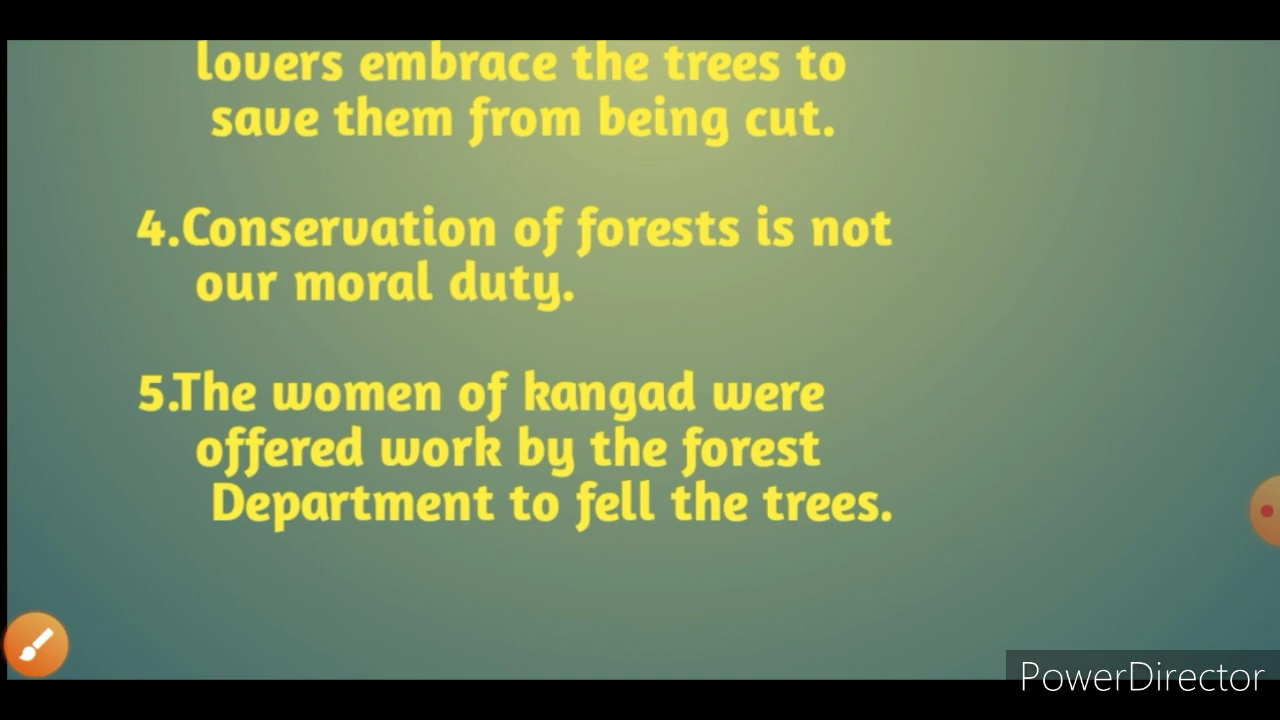 lovers embrace the trees to
save them from being cut.
4.Conservation of forests is not
our moral duty.
5.The women of kangad were
offered work by the forest
Department to fell the trees.
PowerDirector